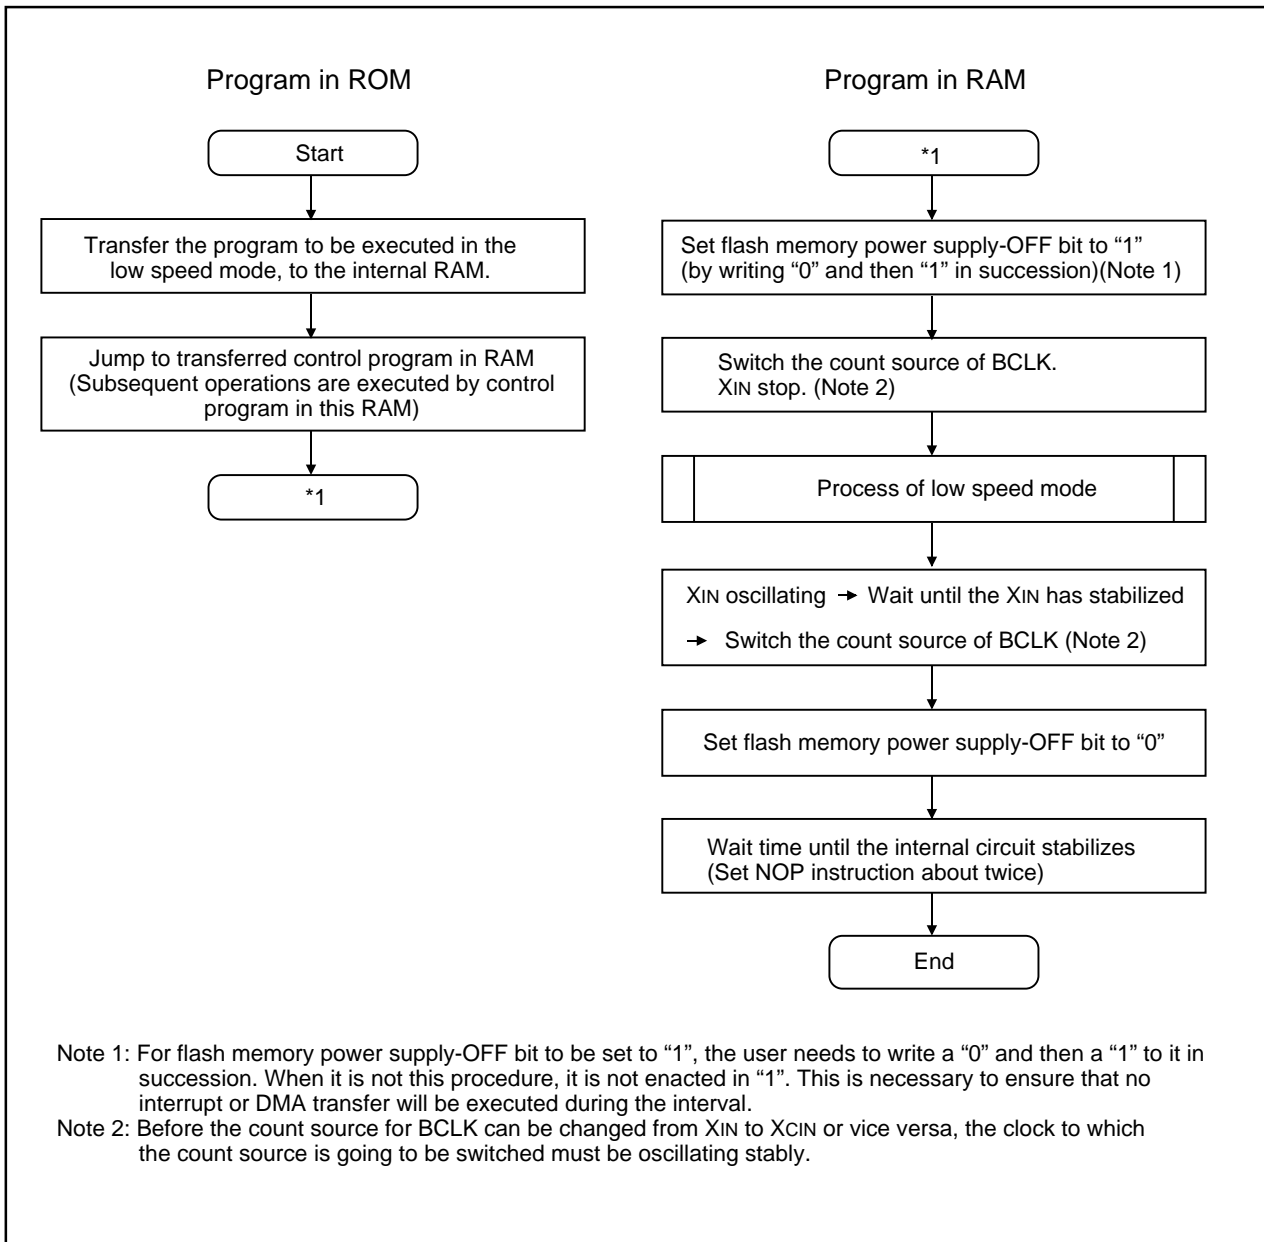 Program in ROM
Start
Transfer the program to be executed in the
low speed mode, to the internal RAM.
Jump to transferred control program in RAM
(Subsequent operations are executed by control
program in this RAM)
*1
Program in RAM
*1
Set flash memory power supply-OFF bit to “1”
(by writing “0” and then “1” in succession)(Note 1)
Switch the count source of BCLK.
XIN stop. (Note 2)
Process of low speed mode
XIN oscillating → Wait until the XIN has stabilized
→ Switch the count source of BCLK (Note 2)
Set flash memory power supply-OFF bit to “0”
Wait time until the internal circuit stabilizes
(Set NOP instruction about twice)
End
Note 1: For flash memory power supply-OFF bit to be set to “1”, the user needs to write a “0” and then a “1” to it in
succession. When it is not this procedure, it is not enacted in “1”. This is necessary to ensure that no
interrupt or DMA transfer will be executed during the interval.
Note 2: Before the count source for BCLK can be changed from XIN to XCIN or vice versa, the clock to which
the count source is going to be switched must be oscillating stably.